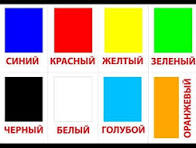 СИНИЙ КРАСНЫЙ ЖЕЛТЫЙ ЗЕЛЕНЫЙ
ЧЕРНЫЙ БЕЛЫЙ ГОЛУБОЙ ОРАНЖЕВЫЙ